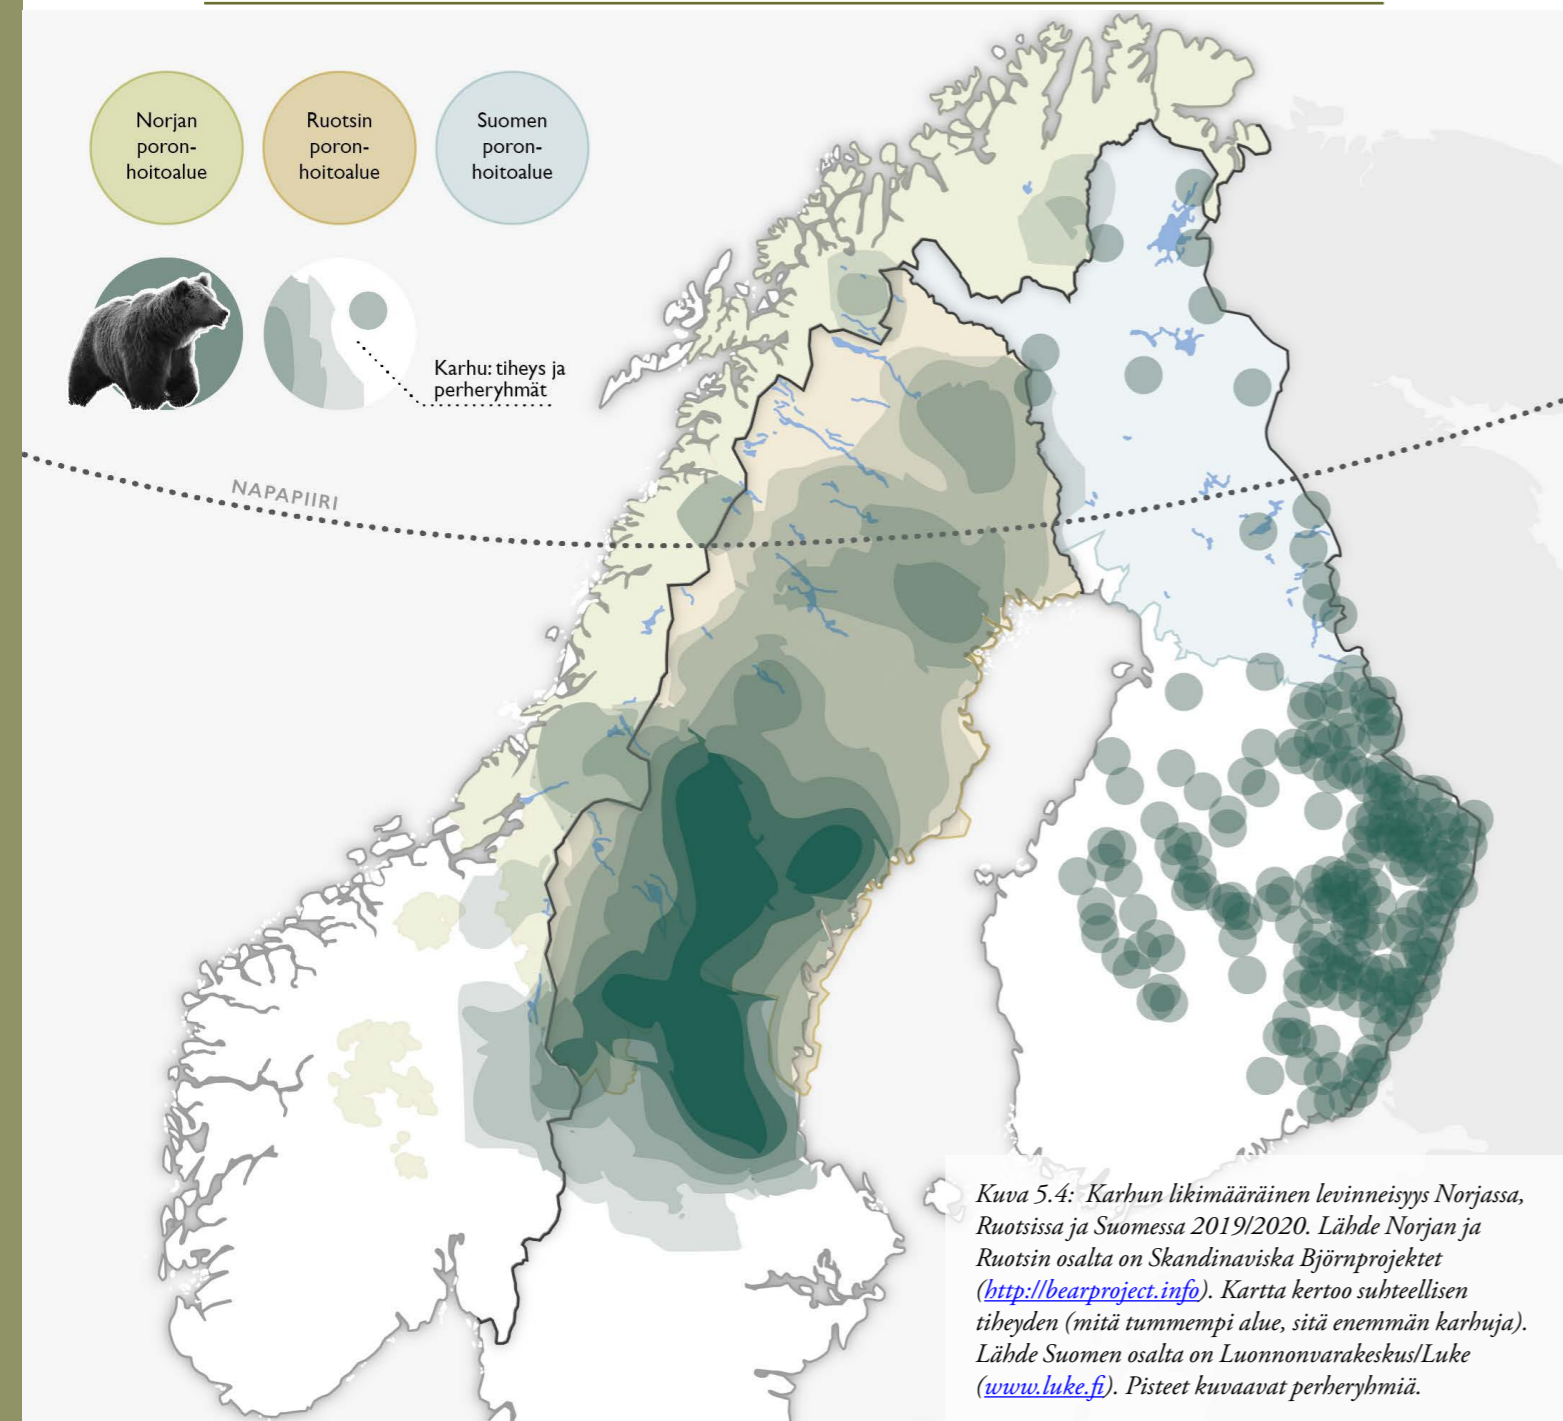 Norjan
poron-
hoitoalue
Ruotsin
poron-
hoitoalue
Suomen
poron-
hoitoalue
Karhu: tiheys ja
perheryhmät
NAPAPIIRI
Kuva 5.4:  Karhun likimääräinen levinneisyys Norjassa,
Ruotsissa ja Suomessa 2019/2020. Lähde Norjan ja
Ruotsin osalta on Skandinaviska Björnprojektet
(http://bearproject.info). Kartta kertoo suhteellisen
tiheyden (mitä tummempi alue, sitä enemmän karhuja).
Lähde Suomen osalta on Luonnonvarakeskus/Luke
(www.luke.fi). Pisteet kuvaavat perheryhmiä.